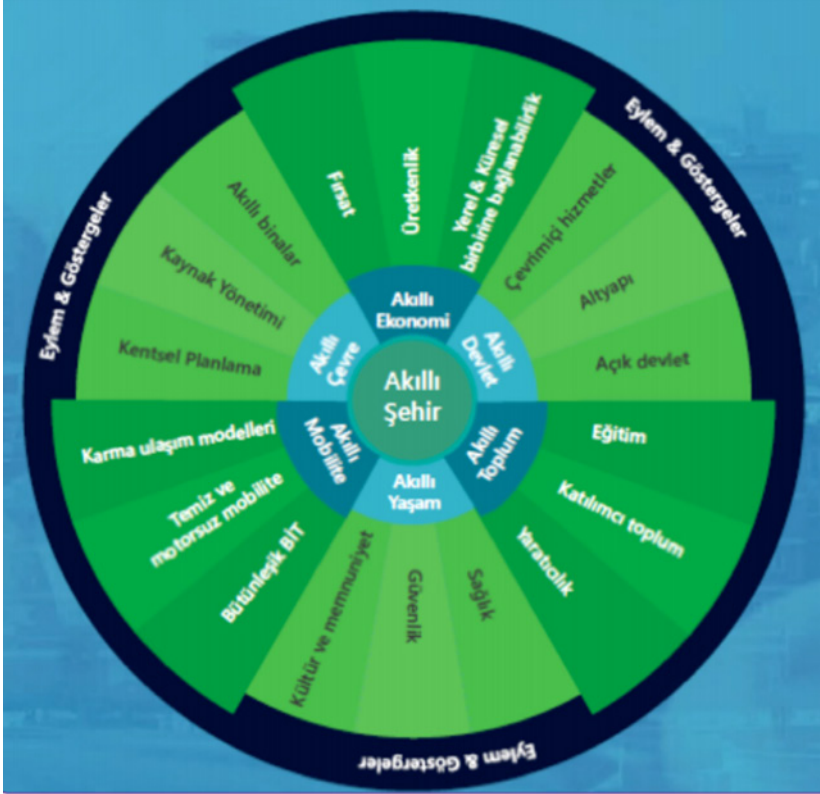 Akıllı
Şehir
Akıllı
Ekonomi
Fırsat
Üretkenlik
Yerel & Küresel
birbirine bağlanabilirlik
Akıllı
Devlet
Çevrimiçi hizmetler
Altyapı
Açık devlet
Akıllı
Toplum
Eğitim
Katılımcı toplum
Yaratıcılık
Akıllı
Yaşam
Sağlık
Güvenlik
Kültür ve memnuniyet
Akıllı
Mobilite
Bütünleşik BİT
Temiz ve
motorsuz mobilite
Karma ulaşım modelleri
Akıllı
Çevre
Kentsel Planlama
Kaynak Yönetimi
Akıllı binalar
Eylem & Göstergeler
Eylem & Göstergeler
Eylem & Göstergeler